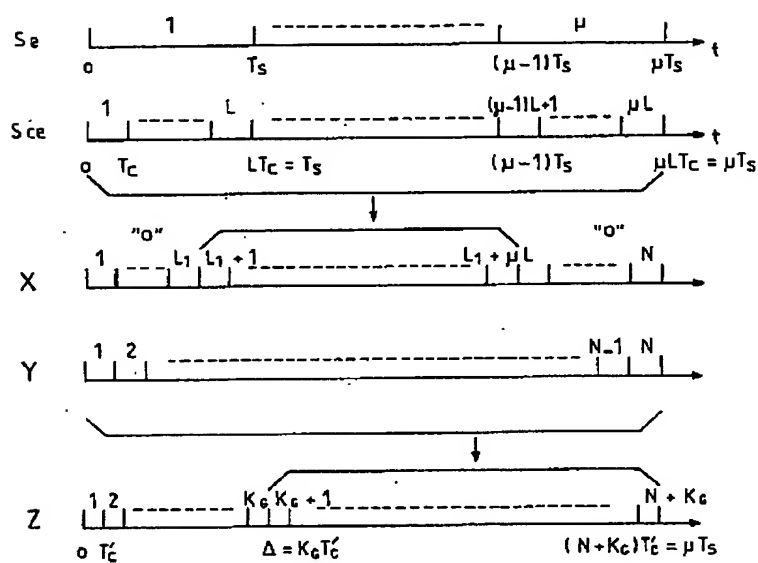 1 μ
Se t
o Ts (μ-1)Ts μTs
1 L (μ-1)L+1 μL
Sce t
o Tc LTc = Ts (μ-1)Ts μLTc = μTs
"o" "o"
1 L1 L1 + 1 L1 + μL N
X
1 2 N-1 N
Y
1 2 KG KG + 1 N + KG
Z
o T'c Δ = KGT'c (N+KG)T'c = μTs